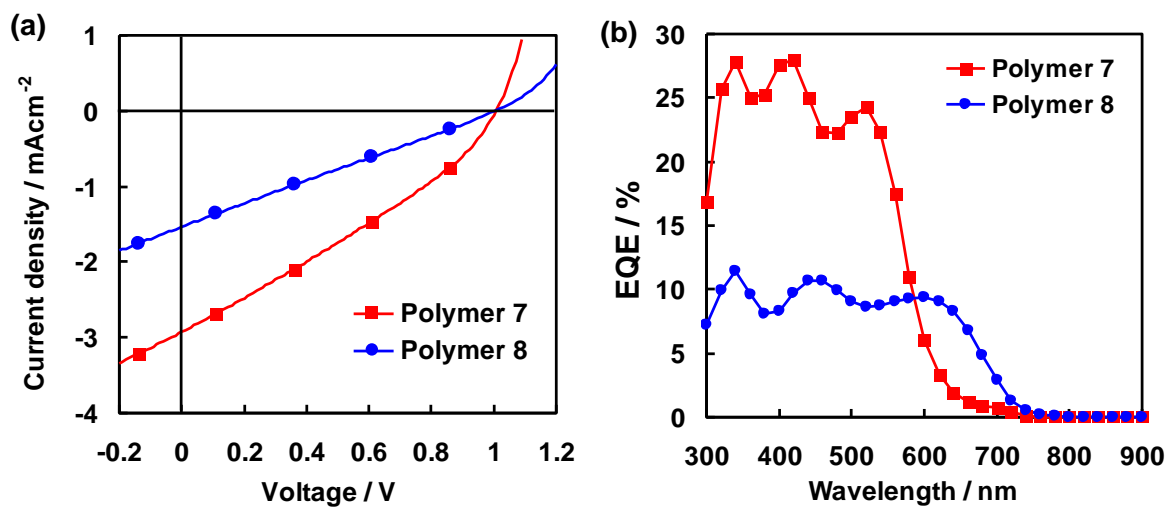 (a)
Current density / mAcm⁻²
1
0
-1
-2
-3
-4
-0.2 0 0.2 0.4 0.6 0.8 1 1.2
Voltage / V
Polymer 7
Polymer 8
(b)
EQE / %
30
25
20
15
10
5
0
300 400 500 600 700 800 900
Wavelength / nm
Polymer 7
Polymer 8